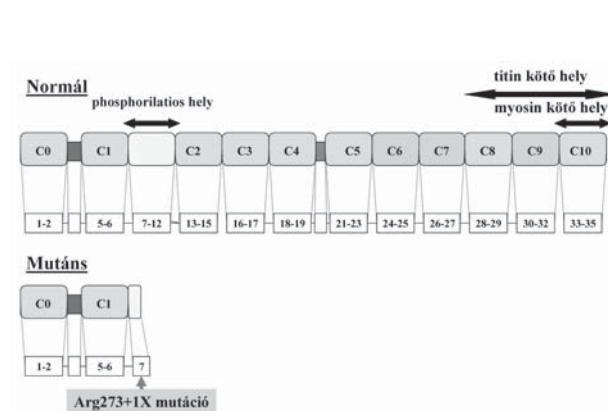 Normál
titin kötő hely
phosphorilatios hely
myosin kötő hely
C0 C1 C2 C3 C4 C5 C6 C7 C8 C9 C10
1-2 5-6 7-12 13-15 16-17 18-19 21-23 24-25 26-27 28-29 30-32 33-35
Mutáns
C0 C1
1-2 5-6 7
Arg273+1X mutáció